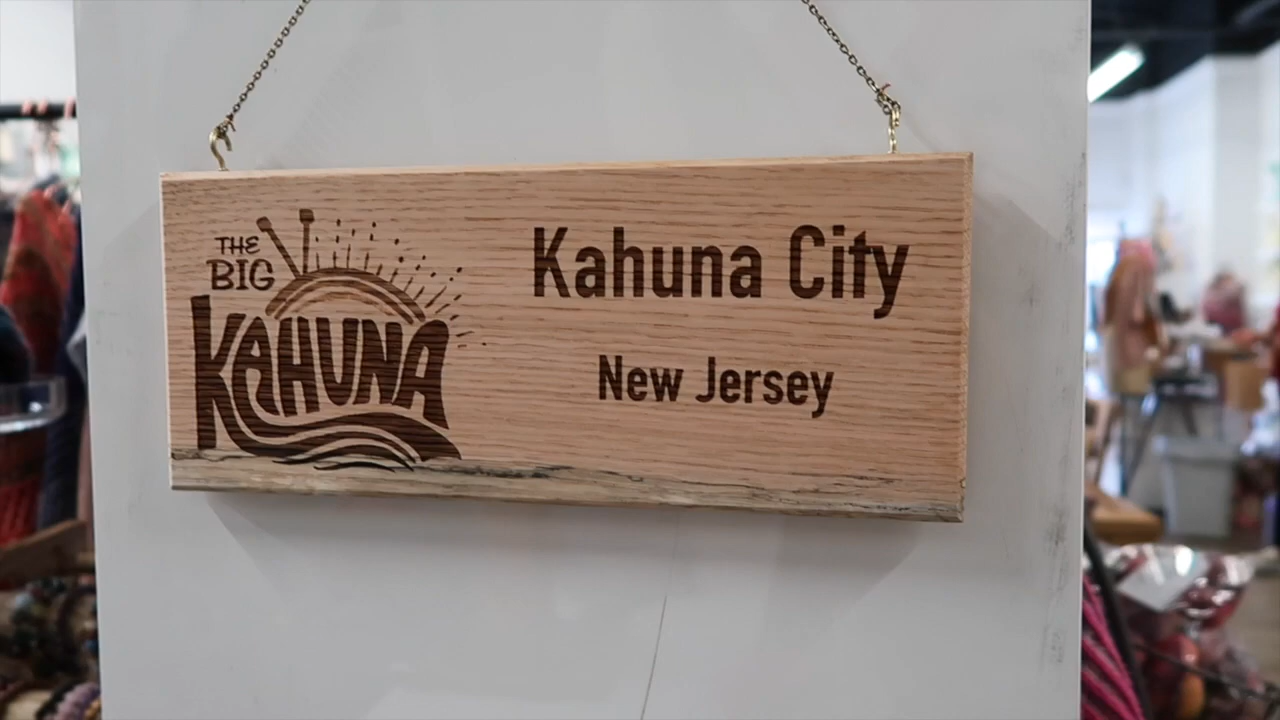 THE
BIG
KAHUNA
Kahuna City
New Jersey